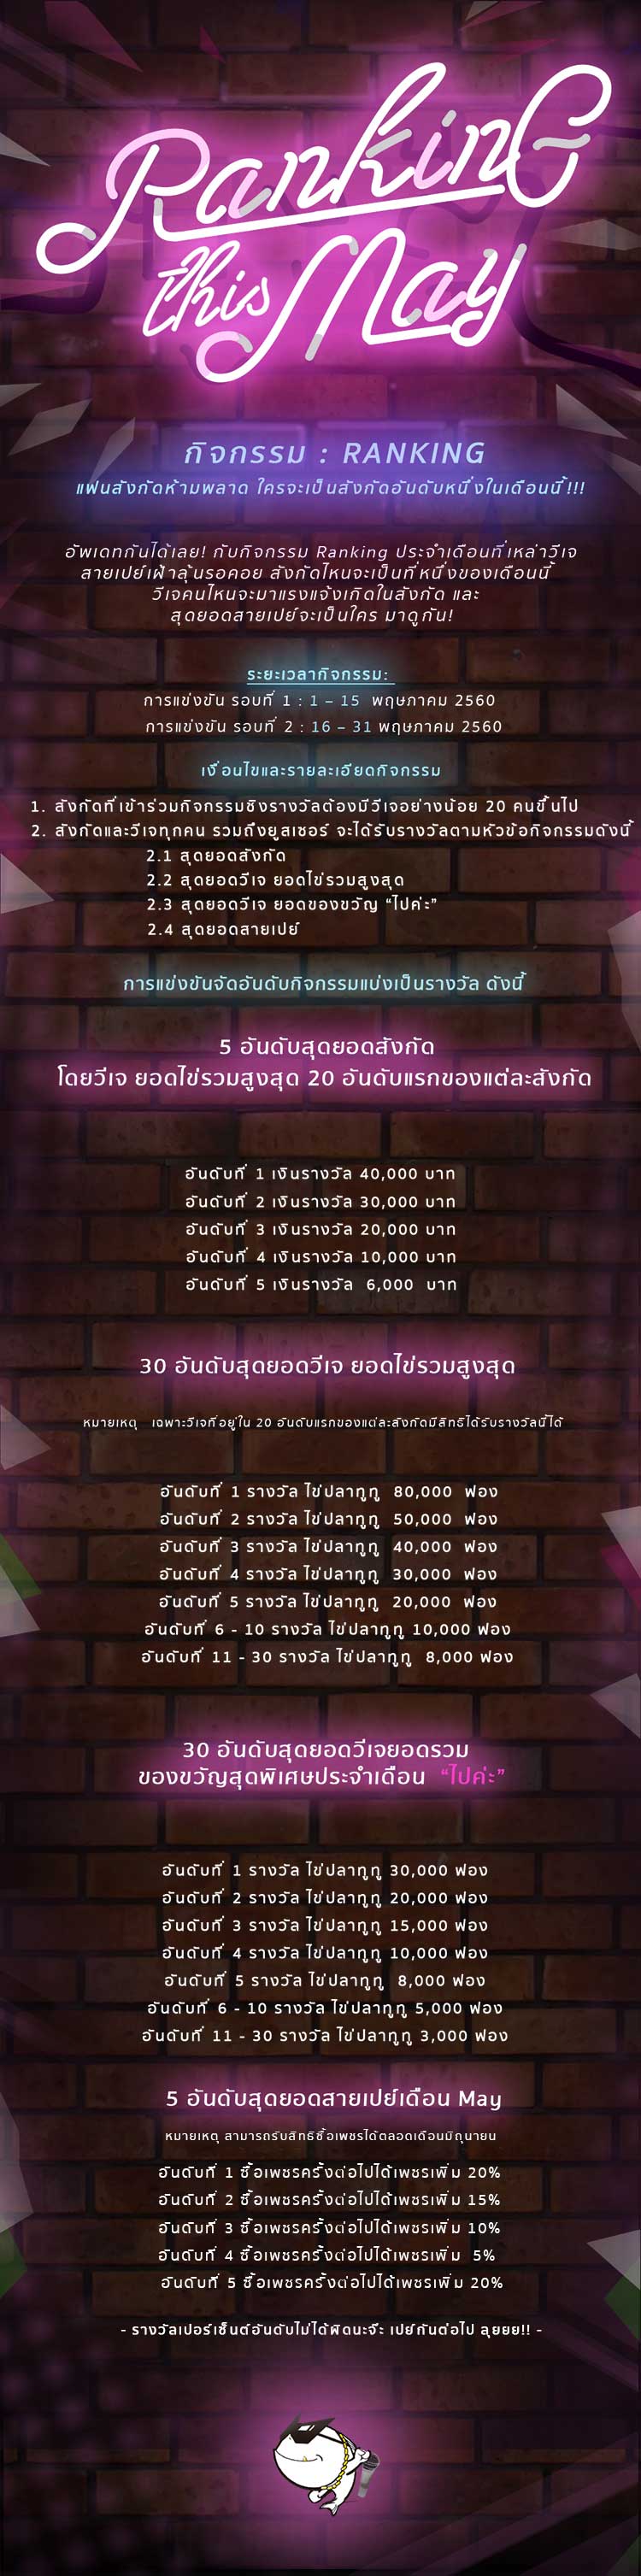 Ranking
this May
กิจกรรม : RANKING
แฟนสังกัดห้ามพลาด ใครจะเป็นสังกัดอันดับหนึ่งในเดือนนี้!!!
อัพเดทกันได้เลย! กับกิจกรรม Ranking ประจำเดือนที่เหล่าวีเจ
สายเปย์เฝ้าลุ้นรอคอย สังกัดไหนจะเป็นที่หนึ่งของเดือนนี้
วีเจคนไหนจะมาแรงแจ้งเกิดในสังกัด และ
สุดยอดสายเปย์จะเป็นใคร มาดูกัน!
ระยะเวลากิจกรรม:
การแข่งขัน รอบที่ 1 : 1 – 15 พฤษภาคม 2560
การแข่งขัน รอบที่ 2 : 16 – 31 พฤษภาคม 2560
เงื่อนไขและรายละเอียดกิจกรรม
1. สังกัดที่เข้าร่วมกิจกรรมชิงรางวัลต้องมีวีเจอย่างน้อย 20 คนขึ้นไป
2. สังกัดและวีเจทุกคน รวมถึงยูสเซอร์ จะได้รับรางวัลตามหัวข้อกิจกรรมดังนี้
2.1 สุดยอดสังกัด
2.2 สุดยอดวีเจ ยอดไข่รวมสูงสุด
2.3 สุดยอดวีเจ ยอดของขวัญ “ไปค่ะ”
2.4 สุดยอดสายเปย์
การแข่งขันจัดอันดับกิจกรรมแบ่งเป็นรางวัล ดังนี้
5 อันดับสุดยอดสังกัด
โดยวีเจ ยอดไข่รวมสูงสุด 20 อันดับแรกของแต่ละสังกัด
อันดับที่ 1 เงินรางวัล 40,000 บาท
อันดับที่ 2 เงินรางวัล 30,000 บาท
อันดับที่ 3 เงินรางวัล 20,000 บาท
อันดับที่ 4 เงินรางวัล 10,000 บาท
อันดับที่ 5 เงินรางวัล 6,000 บาท
30 อันดับสุดยอดวีเจ ยอดไข่รวมสูงสุด
หมายเหตุ เฉพาะวีเจที่อยู่ใน 20 อันดับแรกของแต่ละสังกัดมีสิทธิ์ได้รับรางวัลนี้ได้
อันดับที่ 1 รางวัล ไข่ปลาทูทู 80,000 ฟอง
อันดับที่ 2 รางวัล ไข่ปลาทูทู 50,000 ฟอง
อันดับที่ 3 รางวัล ไข่ปลาทูทู 40,000 ฟอง
อันดับที่ 4 รางวัล ไข่ปลาทูทู 30,000 ฟอง
อันดับที่ 5 รางวัล ไข่ปลาทูทู 20,000 ฟอง
อันดับที่ 6 - 10 รางวัล ไข่ปลาทูทู 10,000 ฟอง
อันดับที่ 11 - 30 รางวัล ไข่ปลาทูทู 8,000 ฟอง
30 อันดับสุดยอดวีเจยอดรวม
ของขวัญสุดพิเศษประจำเดือน “ไปค่ะ”
อันดับที่ 1 รางวัล ไข่ปลาทูทู 30,000 ฟอง
อันดับที่ 2 รางวัล ไข่ปลาทูทู 20,000 ฟอง
อันดับที่ 3 รางวัล ไข่ปลาทูทู 15,000 ฟอง
อันดับที่ 4 รางวัล ไข่ปลาทูทู 10,000 ฟอง
อันดับที่ 5 รางวัล ไข่ปลาทูทู 8,000 ฟอง
อันดับที่ 6 - 10 รางวัล ไข่ปลาทูทู 5,000 ฟอง
อันดับที่ 11 - 30 รางวัล ไข่ปลาทูทู 3,000 ฟอง
5 อันดับสุดยอดสายเปย์เดือน May
หมายเหตุ สามารถรับสิทธิซื้อเพชรได้ตลอดเดือนมิถุนายน
อันดับที่ 1 ซื้อเพชรครั้งต่อไปได้เพชรเพิ่ม 20%
อันดับที่ 2 ซื้อเพชรครั้งต่อไปได้เพชรเพิ่ม 15%
อันดับที่ 3 ซื้อเพชรครั้งต่อไปได้เพชรเพิ่ม 10%
อันดับที่ 4 ซื้อเพชรครั้งต่อไปได้เพชรเพิ่ม 5%
อันดับที่ 5 ซื้อเพชรครั้งต่อไปได้เพชรเพิ่ม 20%
- รางวัลเปอร์เซ็นต์อันดับไม่ได้ผิดนะจ๊ะ เปย์กันต่อไป ลุยยย!! -